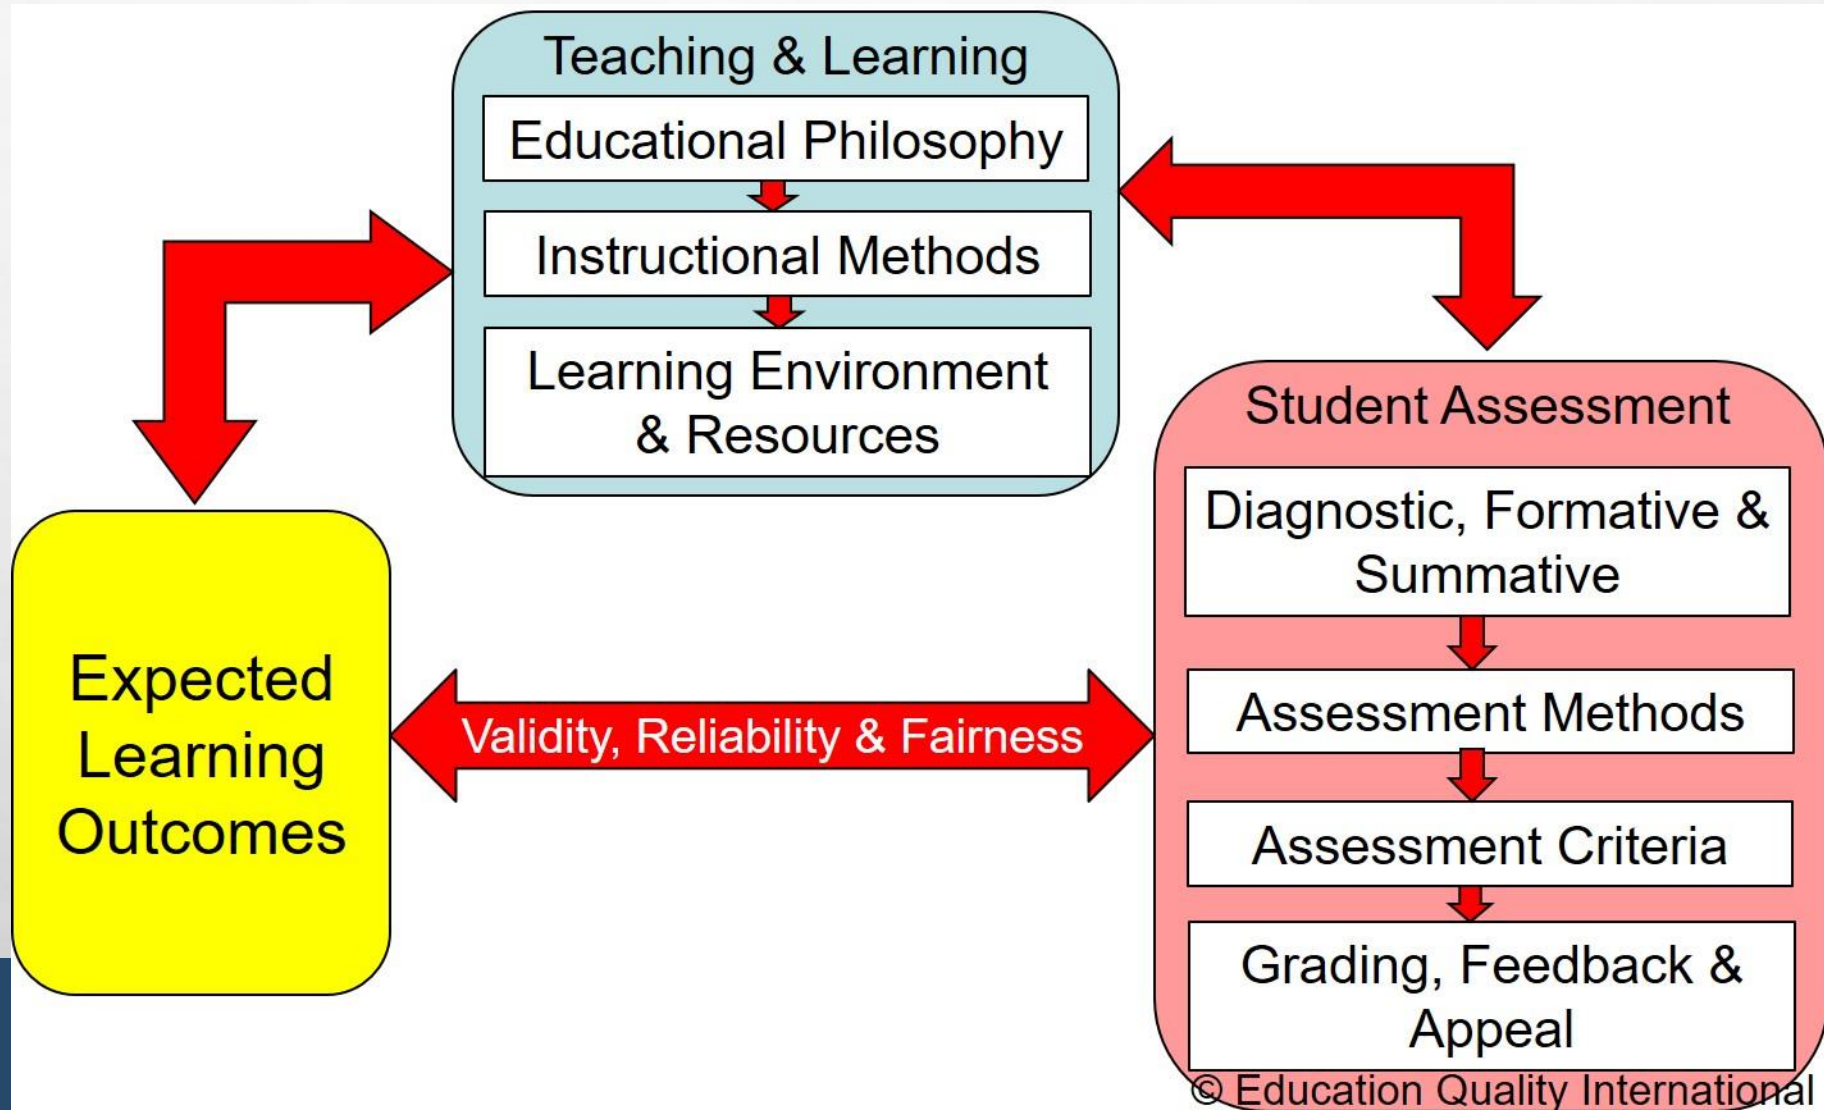 Teaching & Learning
Educational Philosophy
Instructional Methods
Learning Environment
& Resources
Student Assessment
Diagnostic, Formative &
Summative
Assessment Methods
Assessment Criteria
Grading, Feedback &
Appeal
Expected
Learning
Outcomes
Validity, Reliability & Fairness
© Education Quality International